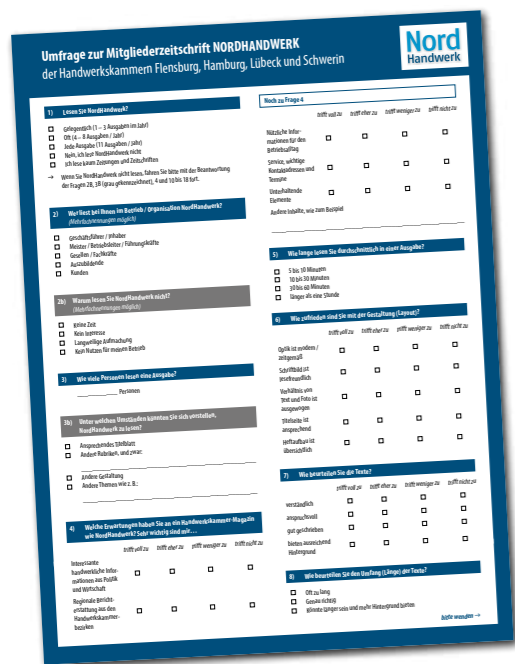 Umfrage zur Mitgliederzeitschrift NORDHANDWERK
der Handwerkskammern Flensburg, Hamburg, Lübeck und Schwerin
Nord
Handwerk
1) Lesen Sie NordHandwerk?
Gelegentlich (1 – 3 Ausgaben im Jahr)
Oft (4 – 8 Ausgaben / Jahr)
Jede Ausgabe (11 Ausgaben / Jahr)
Nein, ich lese NordHandwerk nicht
Ich lese kaum Zeitungen und Zeitschriften
→ Wenn Sie NordHandwerk nicht lesen, fahren Sie bitte mit der Beantwortung
der Fragen 2B, 3B (grau gekennzeichnet), 4 und 10 bis 18 fort.
2) Wer liest bei Ihnen im Betrieb / Organisation NordHandwerk?
(Mehrfachnennungen möglich)
Geschäftsführer / Inhaber
Meister / Betriebsleiter / Führungskräfte
Gesellen / Fachkräfte
Auszubildende
Kunden
2b) Warum lesen Sie NordHandwerk nicht?
(Mehrfachnennungen möglich)
Keine Zeit
Kein Interesse
Langweilige Aufmachung
Kein Nutzen für meinen Betrieb
3) Wie viele Personen lesen eine Ausgabe?
Personen
3b) Unter welchen Umständen könnten Sie sich vorstellen,
NordHandwerk zu lesen?
Ansprechendes Titelblatt
Andere Rubriken, und zwar:
Andere Gestaltung
Andere Themen wie z. B.:
4) Welche Erwartungen haben Sie an ein Handwerkskammer-Magazin
wie NordHandwerk? Sehr wichtig sind mir…
trifft voll zu trifft eher zu trifft weniger zu trifft nicht zu
Interessante
handwerkliche Infor-
mationen aus Politik
und Wirtschaft
Regionale Bericht-
erstattung aus den
Handwerkskammer-
bezirken
Noch zu Frage 4
trifft voll zu trifft eher zu trifft weniger zu trifft nicht zu
Nützliche Infor-
mationen für den
Betriebsalltag
Service, wichtige
Kontaktadressen und
Termine
Unterhaltende
Elemente
Andere Inhalte, wie zum Beispiel
5) Wie lange lesen Sie durchschnittlich in einer Ausgabe?
5 bis 10 Minuten
10 bis 30 Minuten
30 bis 60 Minuten
länger als eine Stunde
6) Wie zufrieden sind Sie mit der Gestaltung (Layout)?
trifft voll zu trifft eher zu trifft weniger zu trifft nicht zu
Optik ist modern /
zeitgemäß
Schriftbild ist
lesefreundlich
Verhältnis von
Text und Foto ist
ausgewogen
Titelseite ist
ansprechend
Heftaufbau ist
übersichtlich
7) Wie beurteilen Sie die Texte?
trifft voll zu trifft eher zu trifft weniger zu trifft nicht zu
verständlich
anspruchsvoll
gut geschrieben
bieten ausreichend
Hintergrund
8) Wie beurteilen Sie den Umfang (Länge) der Texte?
Oft zu lang
Genau richtig
Könnte länger sein und mehr Hintergrund bieten
bitte wenden →